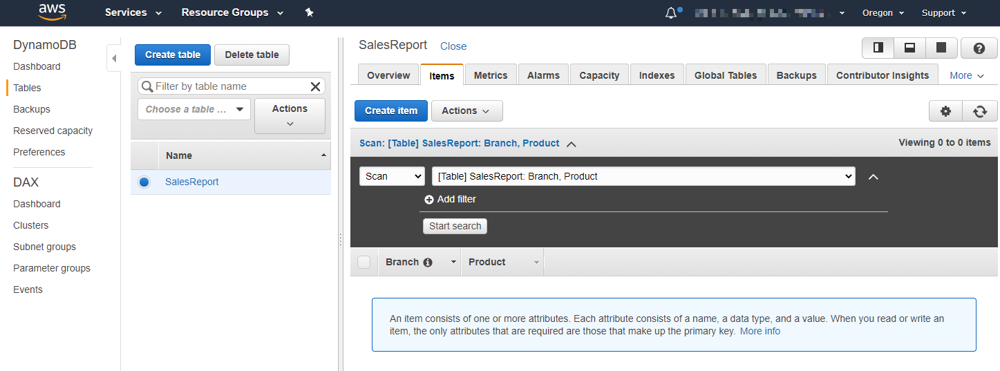 aws Services Resource Groups Oregon Support
DynamoDB
Dashboard
Tables
Backups
Reserved capacity
Preferences
DAX
Dashboard
Clusters
Subnet groups
Parameter groups
Events
Create table Delete table
Filter by table name
Choose a table ... Actions
Name
SalesReport
SalesReport Close
Overview Items Metrics Alarms Capacity Indexes Global Tables Backups Contributor Insights More
Create item Actions
Scan: [Table] SalesReport: Branch, Product Viewing 0 to 0 items
Scan [Table] SalesReport: Branch, Product
Add filter
Start search
Branch Product
An item consists of one or more attributes. Each attribute consists of a name, a data type, and a value. When you read or write an
item, the only attributes that are required are those that make up the primary key. More info